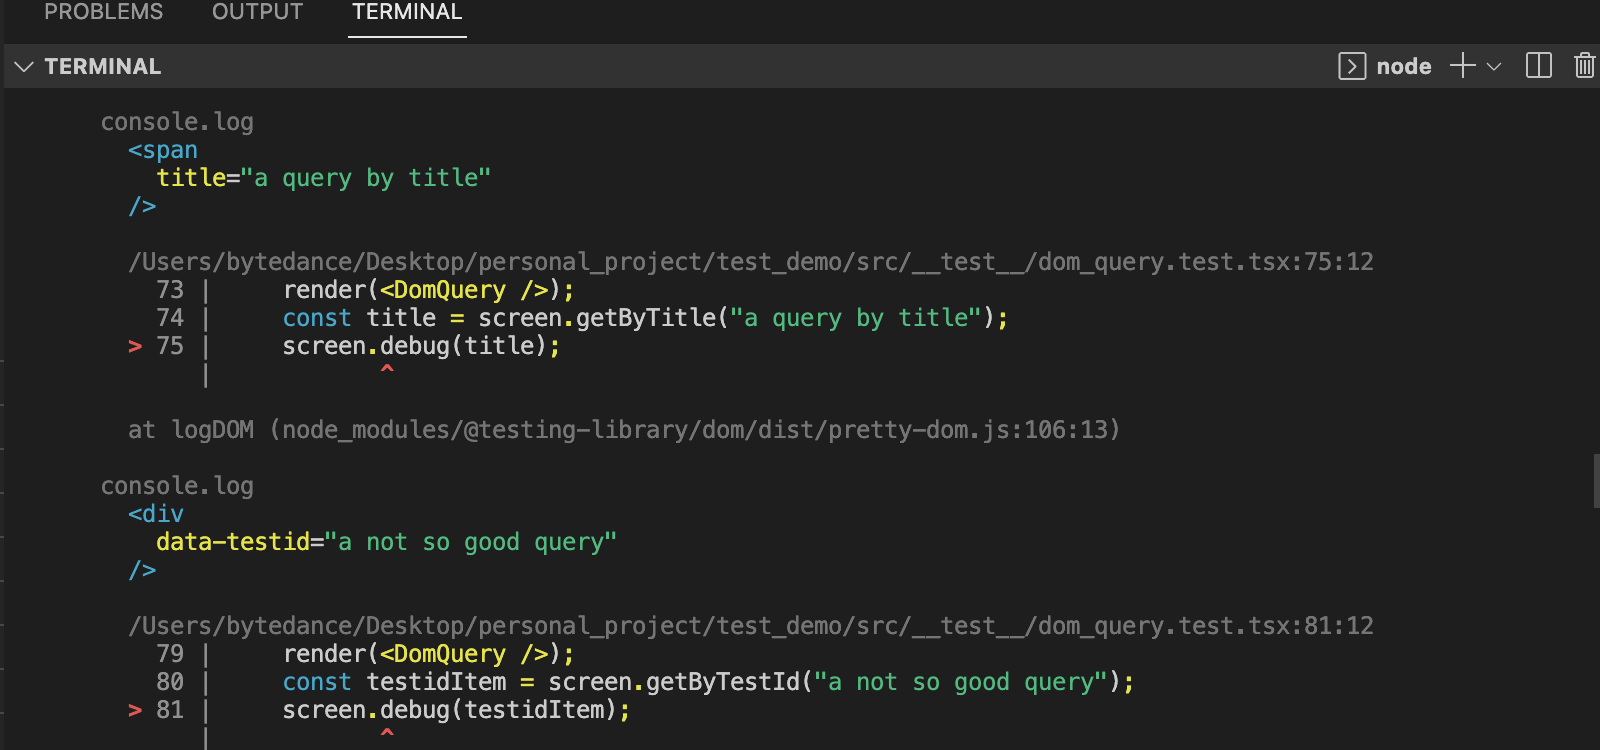 PROBLEMS OUTPUT TERMINAL
TERMINAL node
console.log
<span
title="a query by title"
/>
/Users/bytedance/Desktop/personal_project/test_demo/src/__test__/dom_query.test.tsx:75:12
73 | render(<DomQuery />);
74 | const title = screen.getByTitle("a query by title");
> 75 | screen.debug(title);
| ^
at logDOM (node_modules/@testing-library/dom/dist/pretty-dom.js:106:13)
console.log
<div
data-testid="a not so good query"
/>
/Users/bytedance/Desktop/personal_project/test_demo/src/__test__/dom_query.test.tsx:81:12
79 | render(<DomQuery />);
80 | const testidItem = screen.getByTestId("a not so good query");
> 81 | screen.debug(testidItem);
| ^